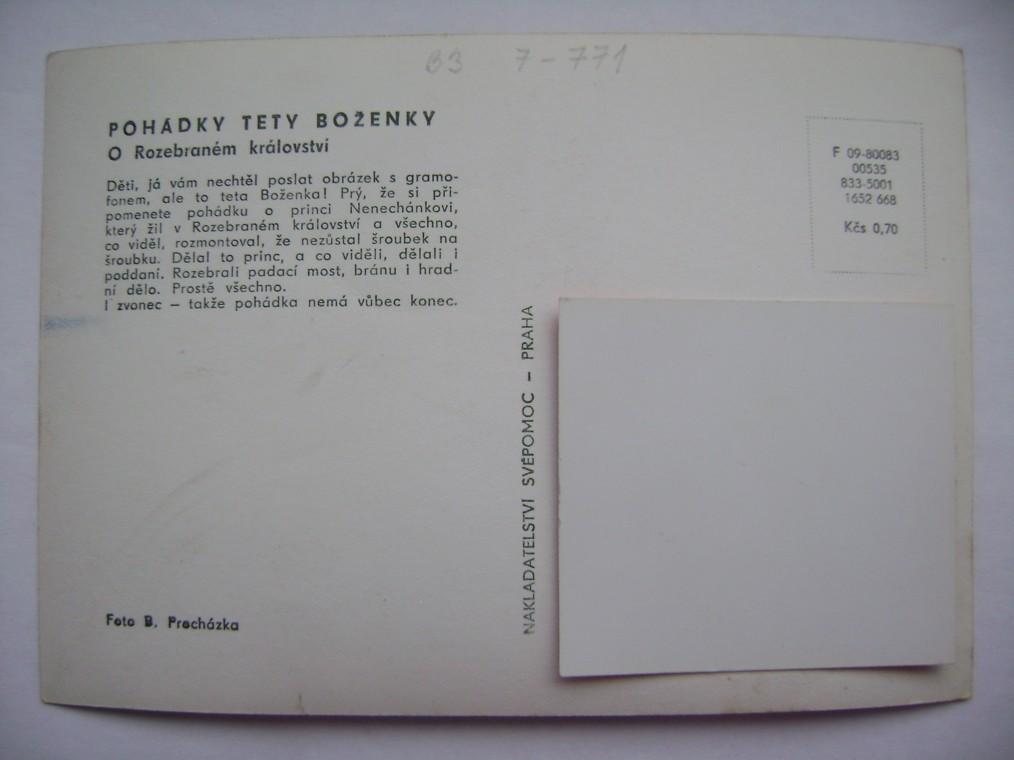 B3 7-771
POHÁDKY TETY BOŽENKY
O Rozebraném království
Děti, já vám nechtěl poslat obrázek s gramo-
fonem, ale to teta Boženka! Prý, že si při-
pomenete pohádku o princi Nenechánkovi,
který žil v Rozebraném království a všechno,
co viděl, rozmontoval, že nezůstal šroubek na
šroubku. Dělal to princ, a co viděli, dělali i
poddaní. Rozebrali padací most, bránu i hrad-
ní dělo. Prostě všechno.
I zvonec – takže pohádka nemá vůbec konec.
Foto B. Procházka
NAKLADATELSTVÍ SVÉPOMOC – PRAHA
F 09-80083
00535
833-5001
1652 668
Kčs 0,70